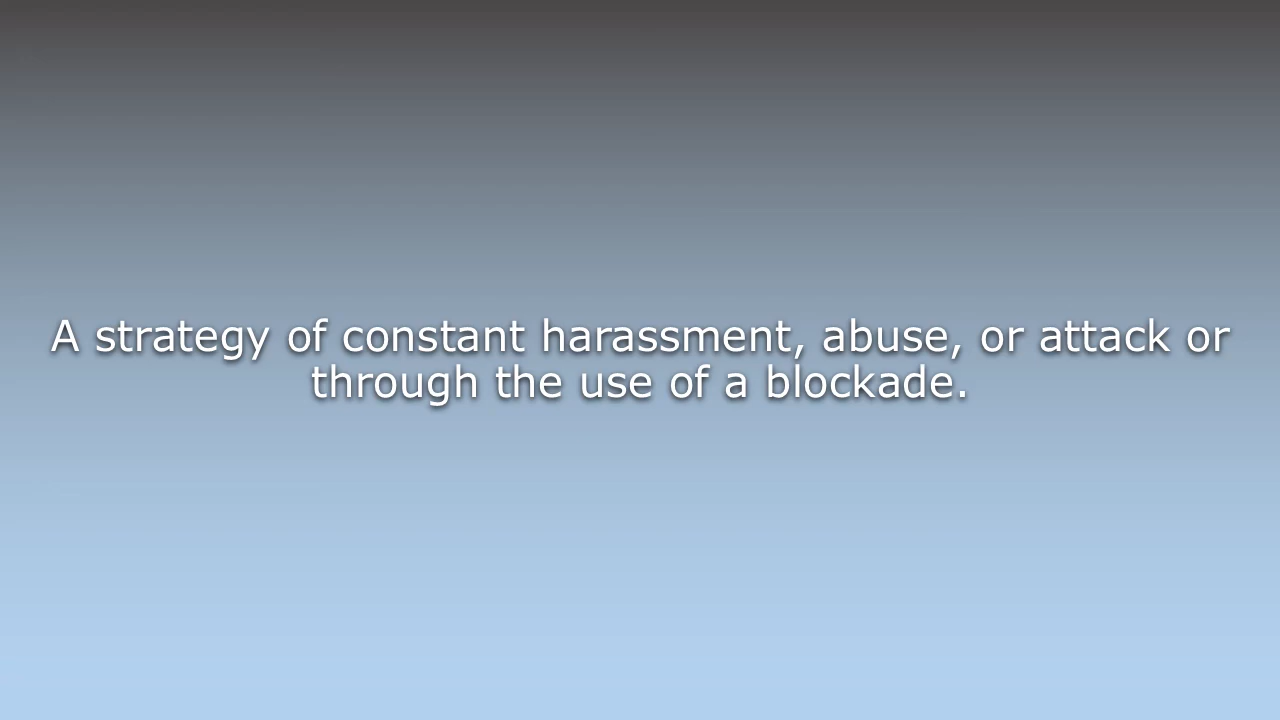 A strategy of constant harassment, abuse, or attack or
through the use of a blockade.